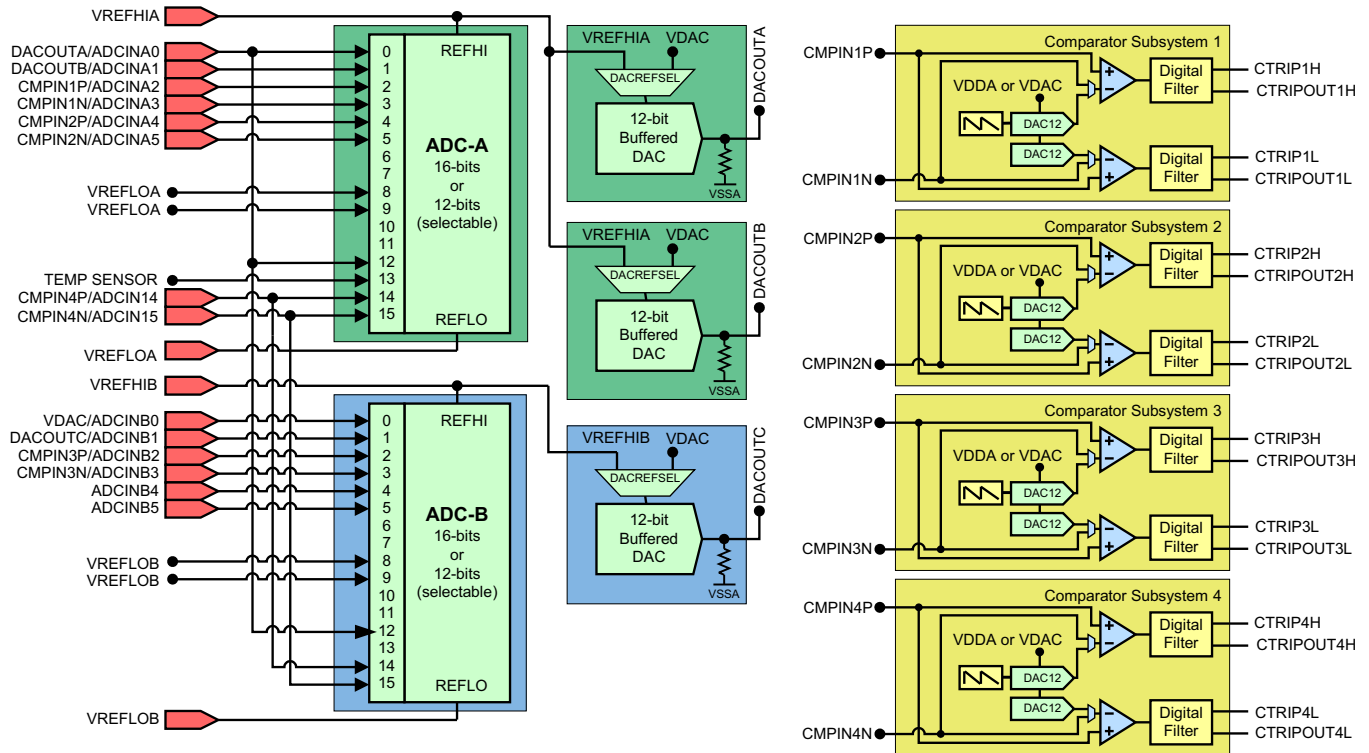 VREFHIA
DACOUTA/ADCINA0
DACOUTB/ADCINA1
CMPIN1P/ADCINA2
CMPIN1N/ADCINA3
CMPIN2P/ADCINA4
CMPIN2N/ADCINA5
VREFLOA
VREFLOA
TEMP SENSOR
CMPIN4P/ADCIN14
CMPIN4N/ADCIN15
VREFLOA
REFHI
0
1
2
3
4
5
6
7
8
9
10
11
12
13
14
15
ADC-A
16-bits
or
12-bits
(selectable)
REFLO
VREFHIB
VDAC/ADCINB0
DACOUTC/ADCINB1
CMPIN3P/ADCINB2
CMPIN3N/ADCINB3
ADCINB4
ADCINB5
VREFLOB
VREFLOB
VREFLOB
REFHI
0
1
2
3
4
5
6
7
8
9
10
11
12
13
14
15
ADC-B
16-bits
or
12-bits
(selectable)
REFLO
VREFHIA
VDAC
DACREFSEL
12-bit
Buffered
DAC
VSSA
DACOUTA
VREFHIA
VDAC
DACREFSEL
12-bit
Buffered
DAC
VSSA
DACOUTB
VREFHIB
VDAC
DACREFSEL
12-bit
Buffered
DAC
VSSA
DACOUTC
Comparator Subsystem 1
CMPIN1P
VDDA or VDAC
DAC12
DAC12
CMPIN1N
+
−
−
+
Digital
Filter
Digital
Filter
CTRIP1H
CTRIPOUT1H
CTRIP1L
CTRIPOUT1L
Comparator Subsystem 2
CMPIN2P
VDDA or VDAC
DAC12
DAC12
CMPIN2N
+
−
−
+
Digital
Filter
Digital
Filter
CTRIP2H
CTRIPOUT2H
CTRIP2L
CTRIPOUT2L
Comparator Subsystem 3
CMPIN3P
VDDA or VDAC
DAC12
DAC12
CMPIN3N
+
−
−
+
Digital
Filter
Digital
Filter
CTRIP3H
CTRIPOUT3H
CTRIP3L
CTRIPOUT3L
Comparator Subsystem 4
CMPIN4P
VDDA or VDAC
DAC12
DAC12
CMPIN4N
+
−
−
+
Digital
Filter
Digital
Filter
CTRIP4H
CTRIPOUT4H
CTRIP4L
CTRIPOUT4L